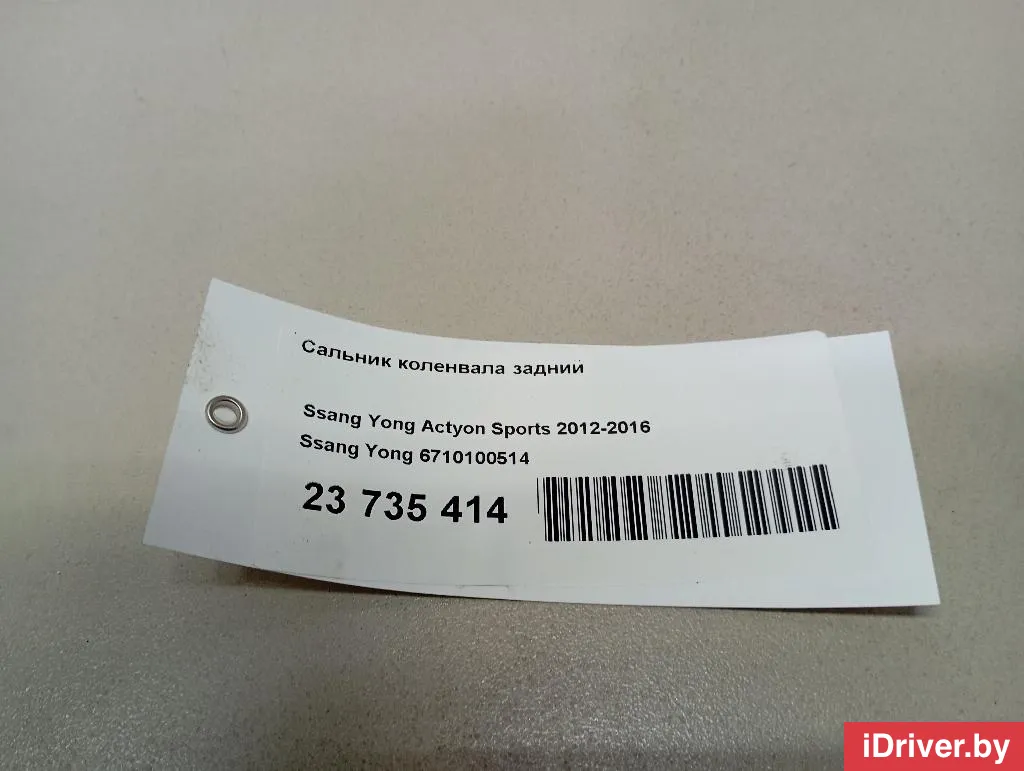 Сальник коленвала задний
Ssang Yong Actyon Sports 2012-2016
Ssang Yong 6710100514
23 735 414
iDriver.by